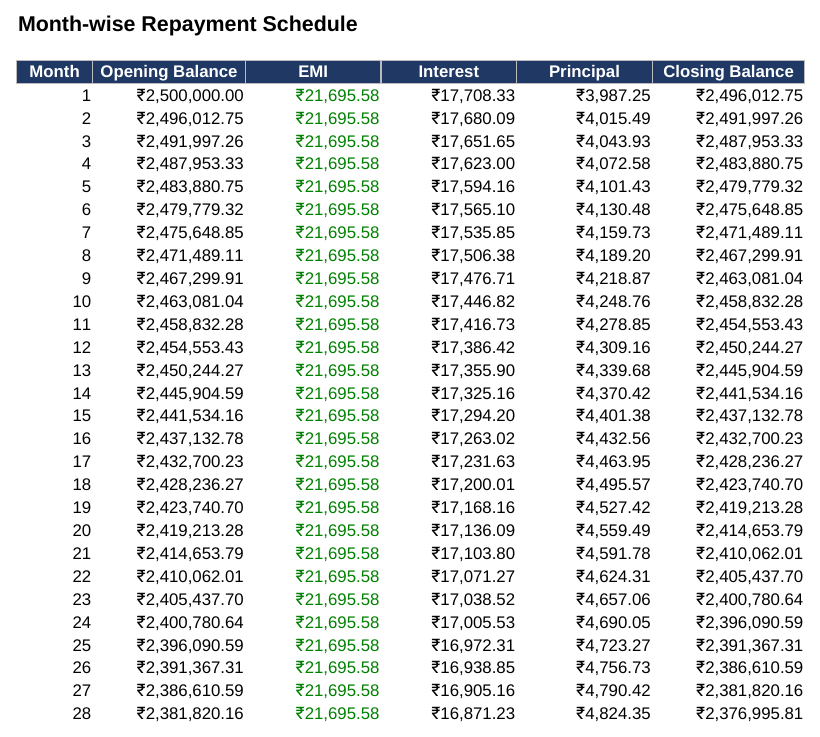 Month-wise Repayment Schedule
Month Opening Balance EMI Interest Principal Closing Balance
1 ₹2,500,000.00 ₹21,695.58 ₹17,708.33 ₹3,987.25 ₹2,496,012.75
2 ₹2,496,012.75 ₹21,695.58 ₹17,680.09 ₹4,015.49 ₹2,491,997.26
3 ₹2,491,997.26 ₹21,695.58 ₹17,651.65 ₹4,043.93 ₹2,487,953.33
4 ₹2,487,953.33 ₹21,695.58 ₹17,623.00 ₹4,072.58 ₹2,483,880.75
5 ₹2,483,880.75 ₹21,695.58 ₹17,594.16 ₹4,101.43 ₹2,479,779.32
6 ₹2,479,779.32 ₹21,695.58 ₹17,565.10 ₹4,130.48 ₹2,475,648.85
7 ₹2,475,648.85 ₹21,695.58 ₹17,535.85 ₹4,159.73 ₹2,471,489.11
8 ₹2,471,489.11 ₹21,695.58 ₹17,506.38 ₹4,189.20 ₹2,467,299.91
9 ₹2,467,299.91 ₹21,695.58 ₹17,476.71 ₹4,218.87 ₹2,463,081.04
10 ₹2,463,081.04 ₹21,695.58 ₹17,446.82 ₹4,248.76 ₹2,458,832.28
11 ₹2,458,832.28 ₹21,695.58 ₹17,416.73 ₹4,278.85 ₹2,454,553.43
12 ₹2,454,553.43 ₹21,695.58 ₹17,386.42 ₹4,309.16 ₹2,450,244.27
13 ₹2,450,244.27 ₹21,695.58 ₹17,355.90 ₹4,339.68 ₹2,445,904.59
14 ₹2,445,904.59 ₹21,695.58 ₹17,325.16 ₹4,370.42 ₹2,441,534.16
15 ₹2,441,534.16 ₹21,695.58 ₹17,294.20 ₹4,401.38 ₹2,437,132.78
16 ₹2,437,132.78 ₹21,695.58 ₹17,263.02 ₹4,432.56 ₹2,432,700.23
17 ₹2,432,700.23 ₹21,695.58 ₹17,231.63 ₹4,463.95 ₹2,428,236.27
18 ₹2,428,236.27 ₹21,695.58 ₹17,200.01 ₹4,495.57 ₹2,423,740.70
19 ₹2,423,740.70 ₹21,695.58 ₹17,168.16 ₹4,527.42 ₹2,419,213.28
20 ₹2,419,213.28 ₹21,695.58 ₹17,136.09 ₹4,559.49 ₹2,414,653.79
21 ₹2,414,653.79 ₹21,695.58 ₹17,103.80 ₹4,591.78 ₹2,410,062.01
22 ₹2,410,062.01 ₹21,695.58 ₹17,071.27 ₹4,624.31 ₹2,405,437.70
23 ₹2,405,437.70 ₹21,695.58 ₹17,038.52 ₹4,657.06 ₹2,400,780.64
24 ₹2,400,780.64 ₹21,695.58 ₹17,005.53 ₹4,690.05 ₹2,396,090.59
25 ₹2,396,090.59 ₹21,695.58 ₹16,972.31 ₹4,723.27 ₹2,391,367.31
26 ₹2,391,367.31 ₹21,695.58 ₹16,938.85 ₹4,756.73 ₹2,386,610.59
27 ₹2,386,610.59 ₹21,695.58 ₹16,905.16 ₹4,790.42 ₹2,381,820.16
28 ₹2,381,820.16 ₹21,695.58 ₹16,871.23 ₹4,824.35 ₹2,376,995.81